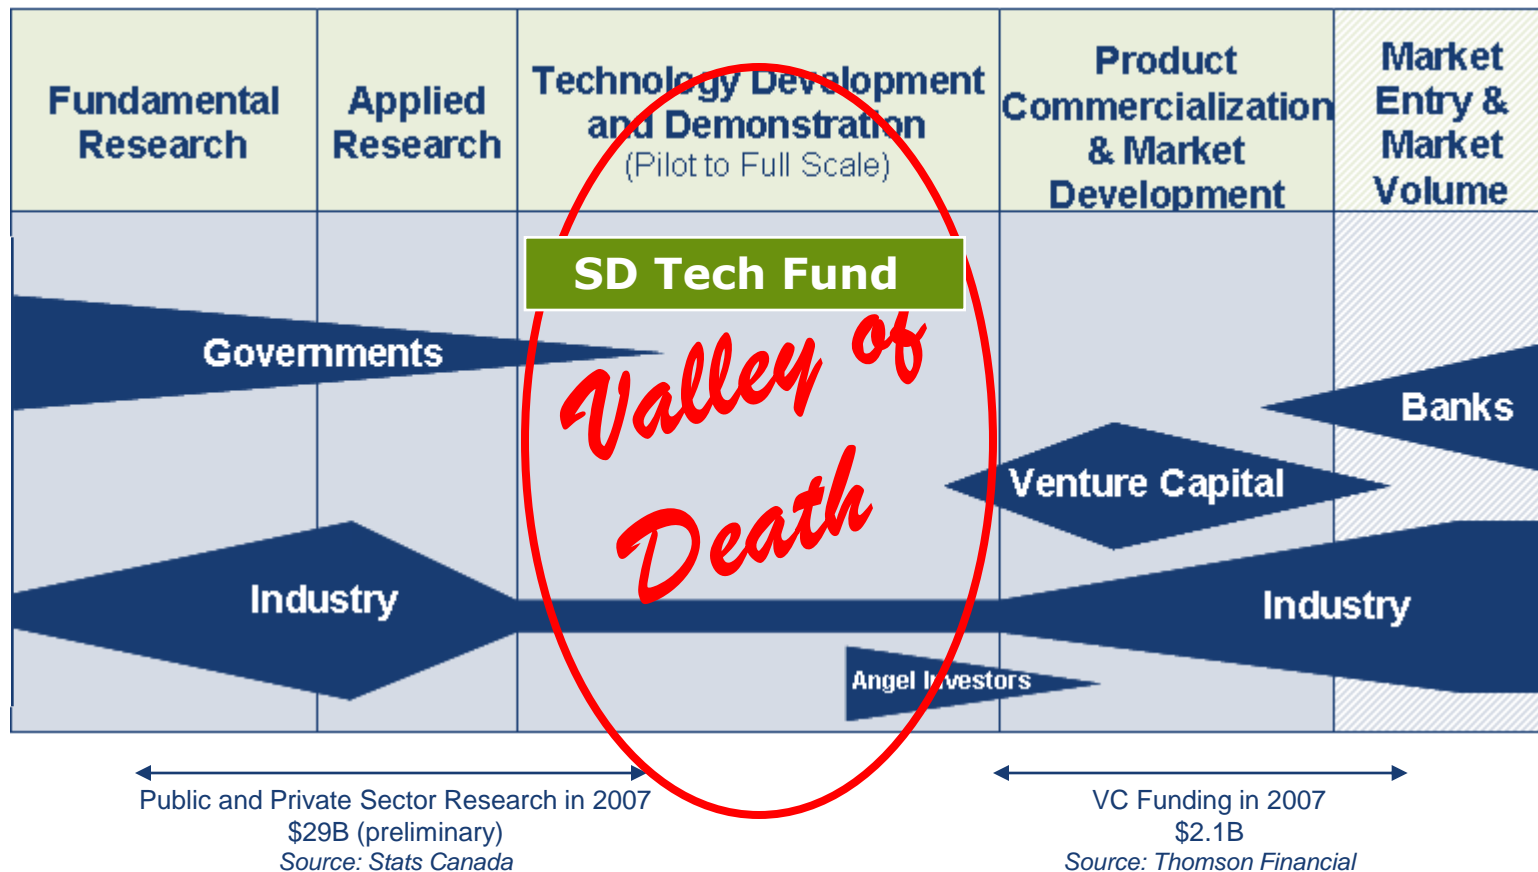 Fundamental
Research
Applied
Research
Technology Development
and Demonstration
(Pilot to Full Scale)
Product
Commercialization
& Market
Development
Market
Entry &
Market
Volume
SD Tech Fund
Valley of
Death
Governments
Banks
Venture Capital
Industry
Industry
Angel Investors
Public and Private Sector Research in 2007
$29B (preliminary)
Source: Stats Canada
VC Funding in 2007
$2.1B
Source: Thomson Financial